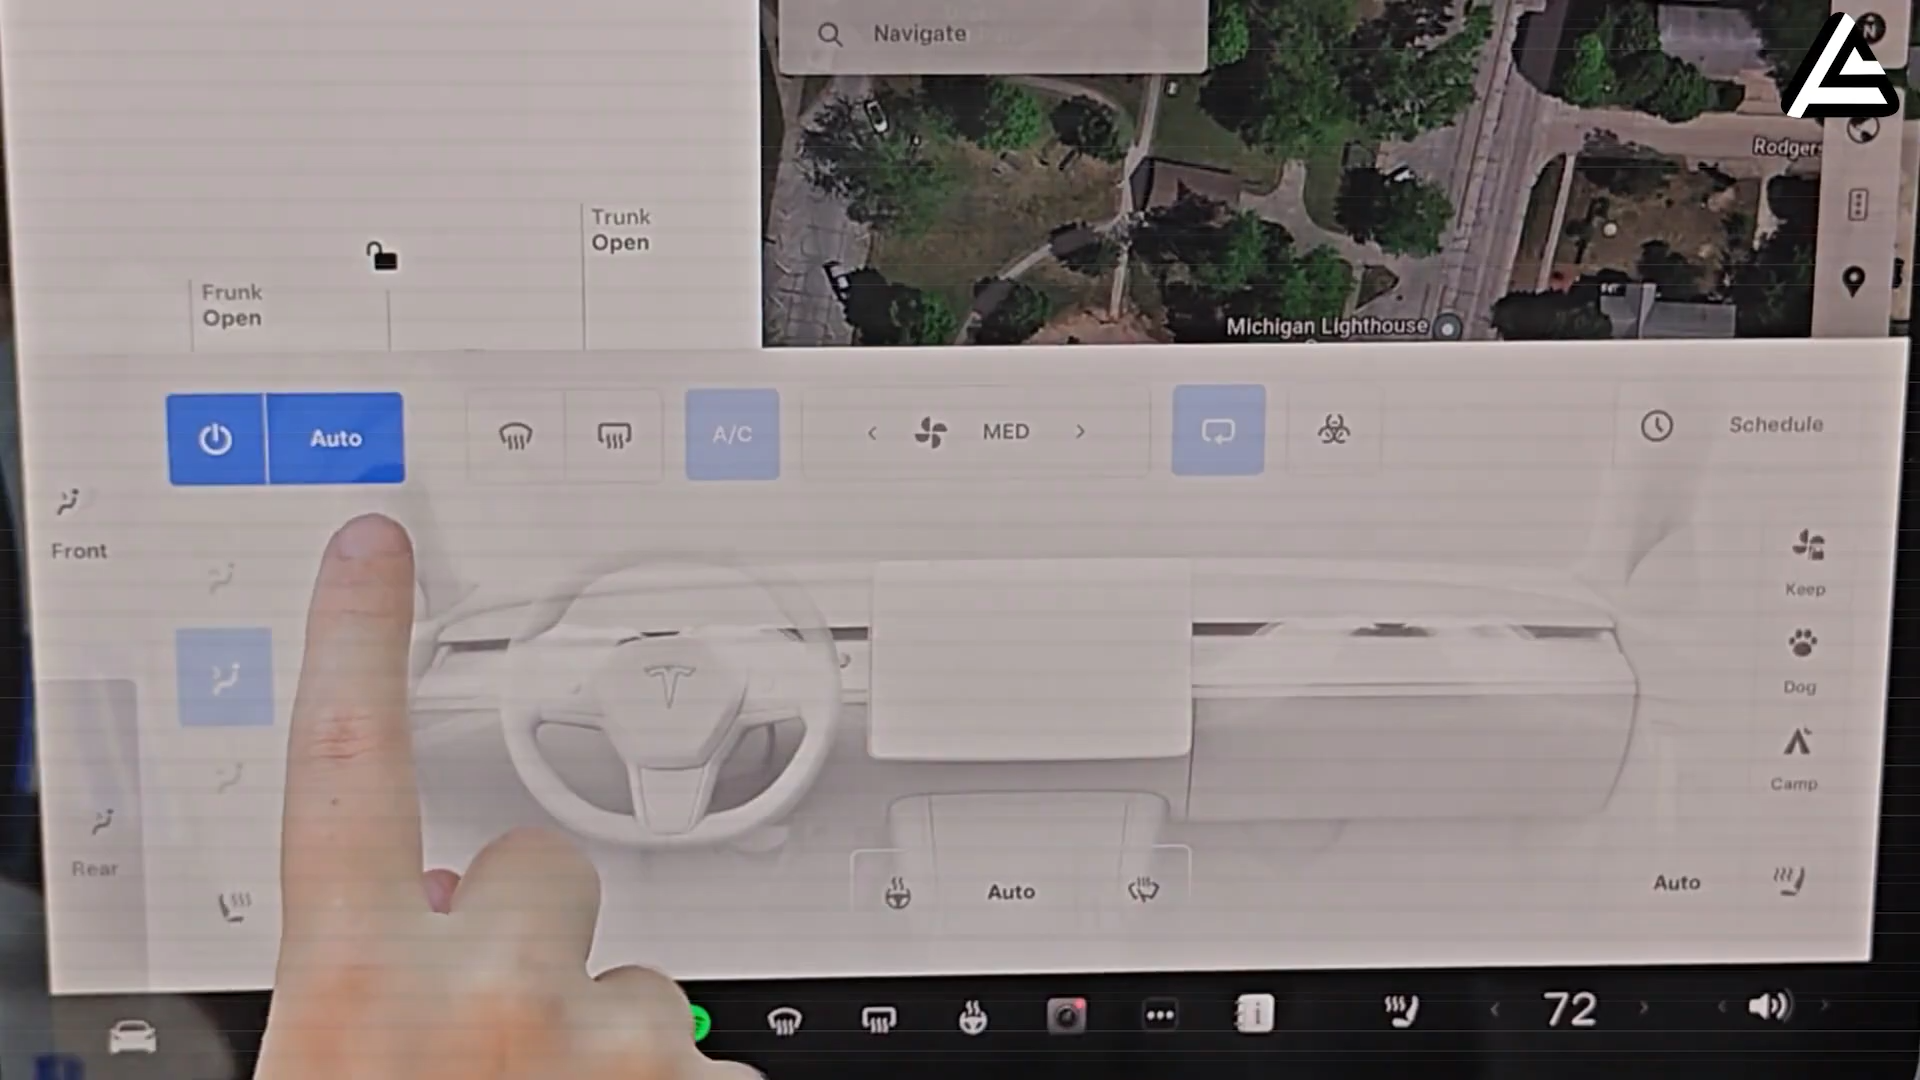 Navigate
N
Rodgers
Trunk
Open
Frunk
Open
Michigan Lighthouse
Auto
A/C
MED
Schedule
Front
Keep
Dog
Camp
Rear
Auto
Auto
72